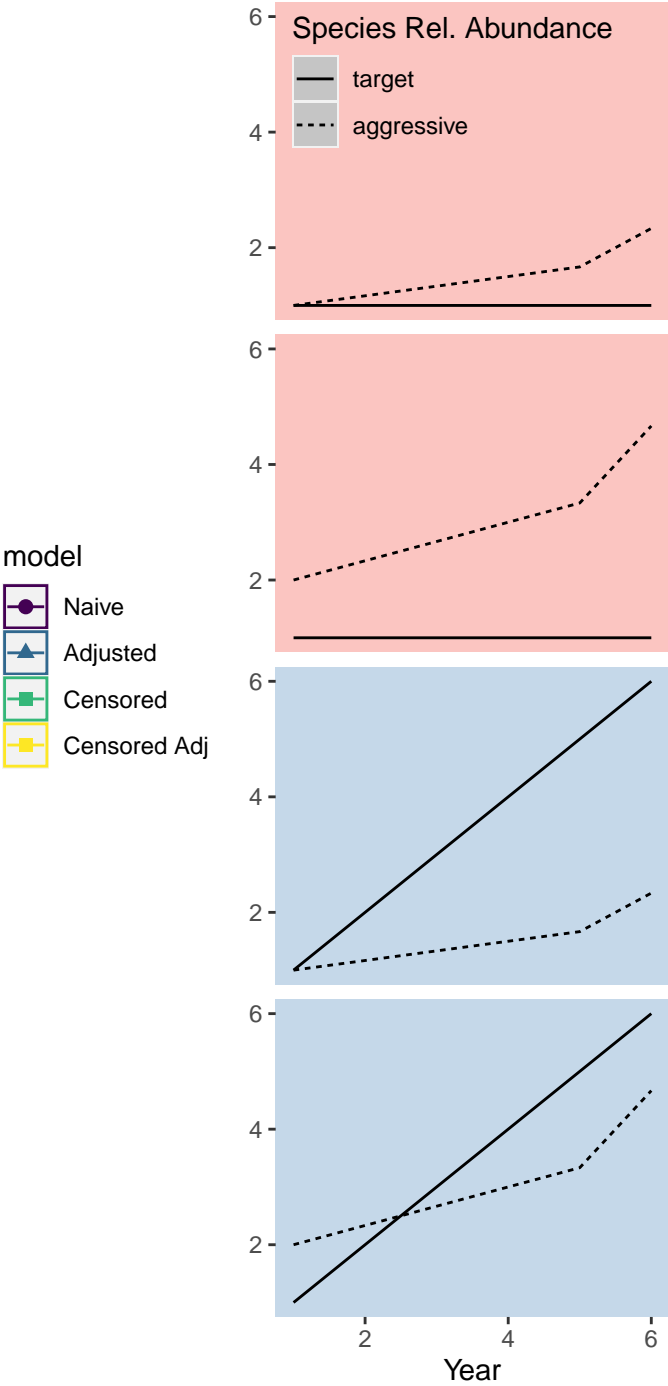 6
Species Rel. Abundance
target
4
aggressive
2
6
4
2
model
Naive
Adjusted
Censored
Censored Adj
6
4
2
6
4
2
2 4 6
Year